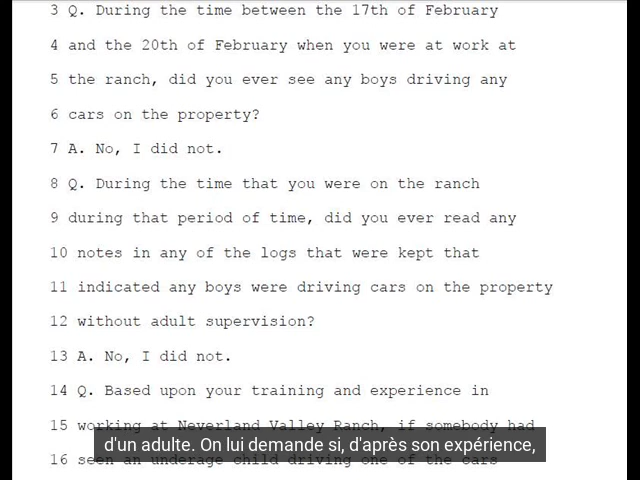 3 Q. During the time between the 17th of February
4 and the 20th of February when you were at work at
5 the ranch, did you ever see any boys driving any
6 cars on the property?
7 A. No, I did not.
8 Q. During the time that you were on the ranch
9 during that period of time, did you ever read any
10 notes in any of the logs that were kept that
11 indicated any boys were driving cars on the property
12 without adult supervision?
13 A. No, I did not.
14 Q. Based upon your training and experience in
15 working at Neverland Valley Ranch, if somebody had
d'un adulte. On lui demande si, d'après son expérience,
16 seen an underage child driving one of the cars